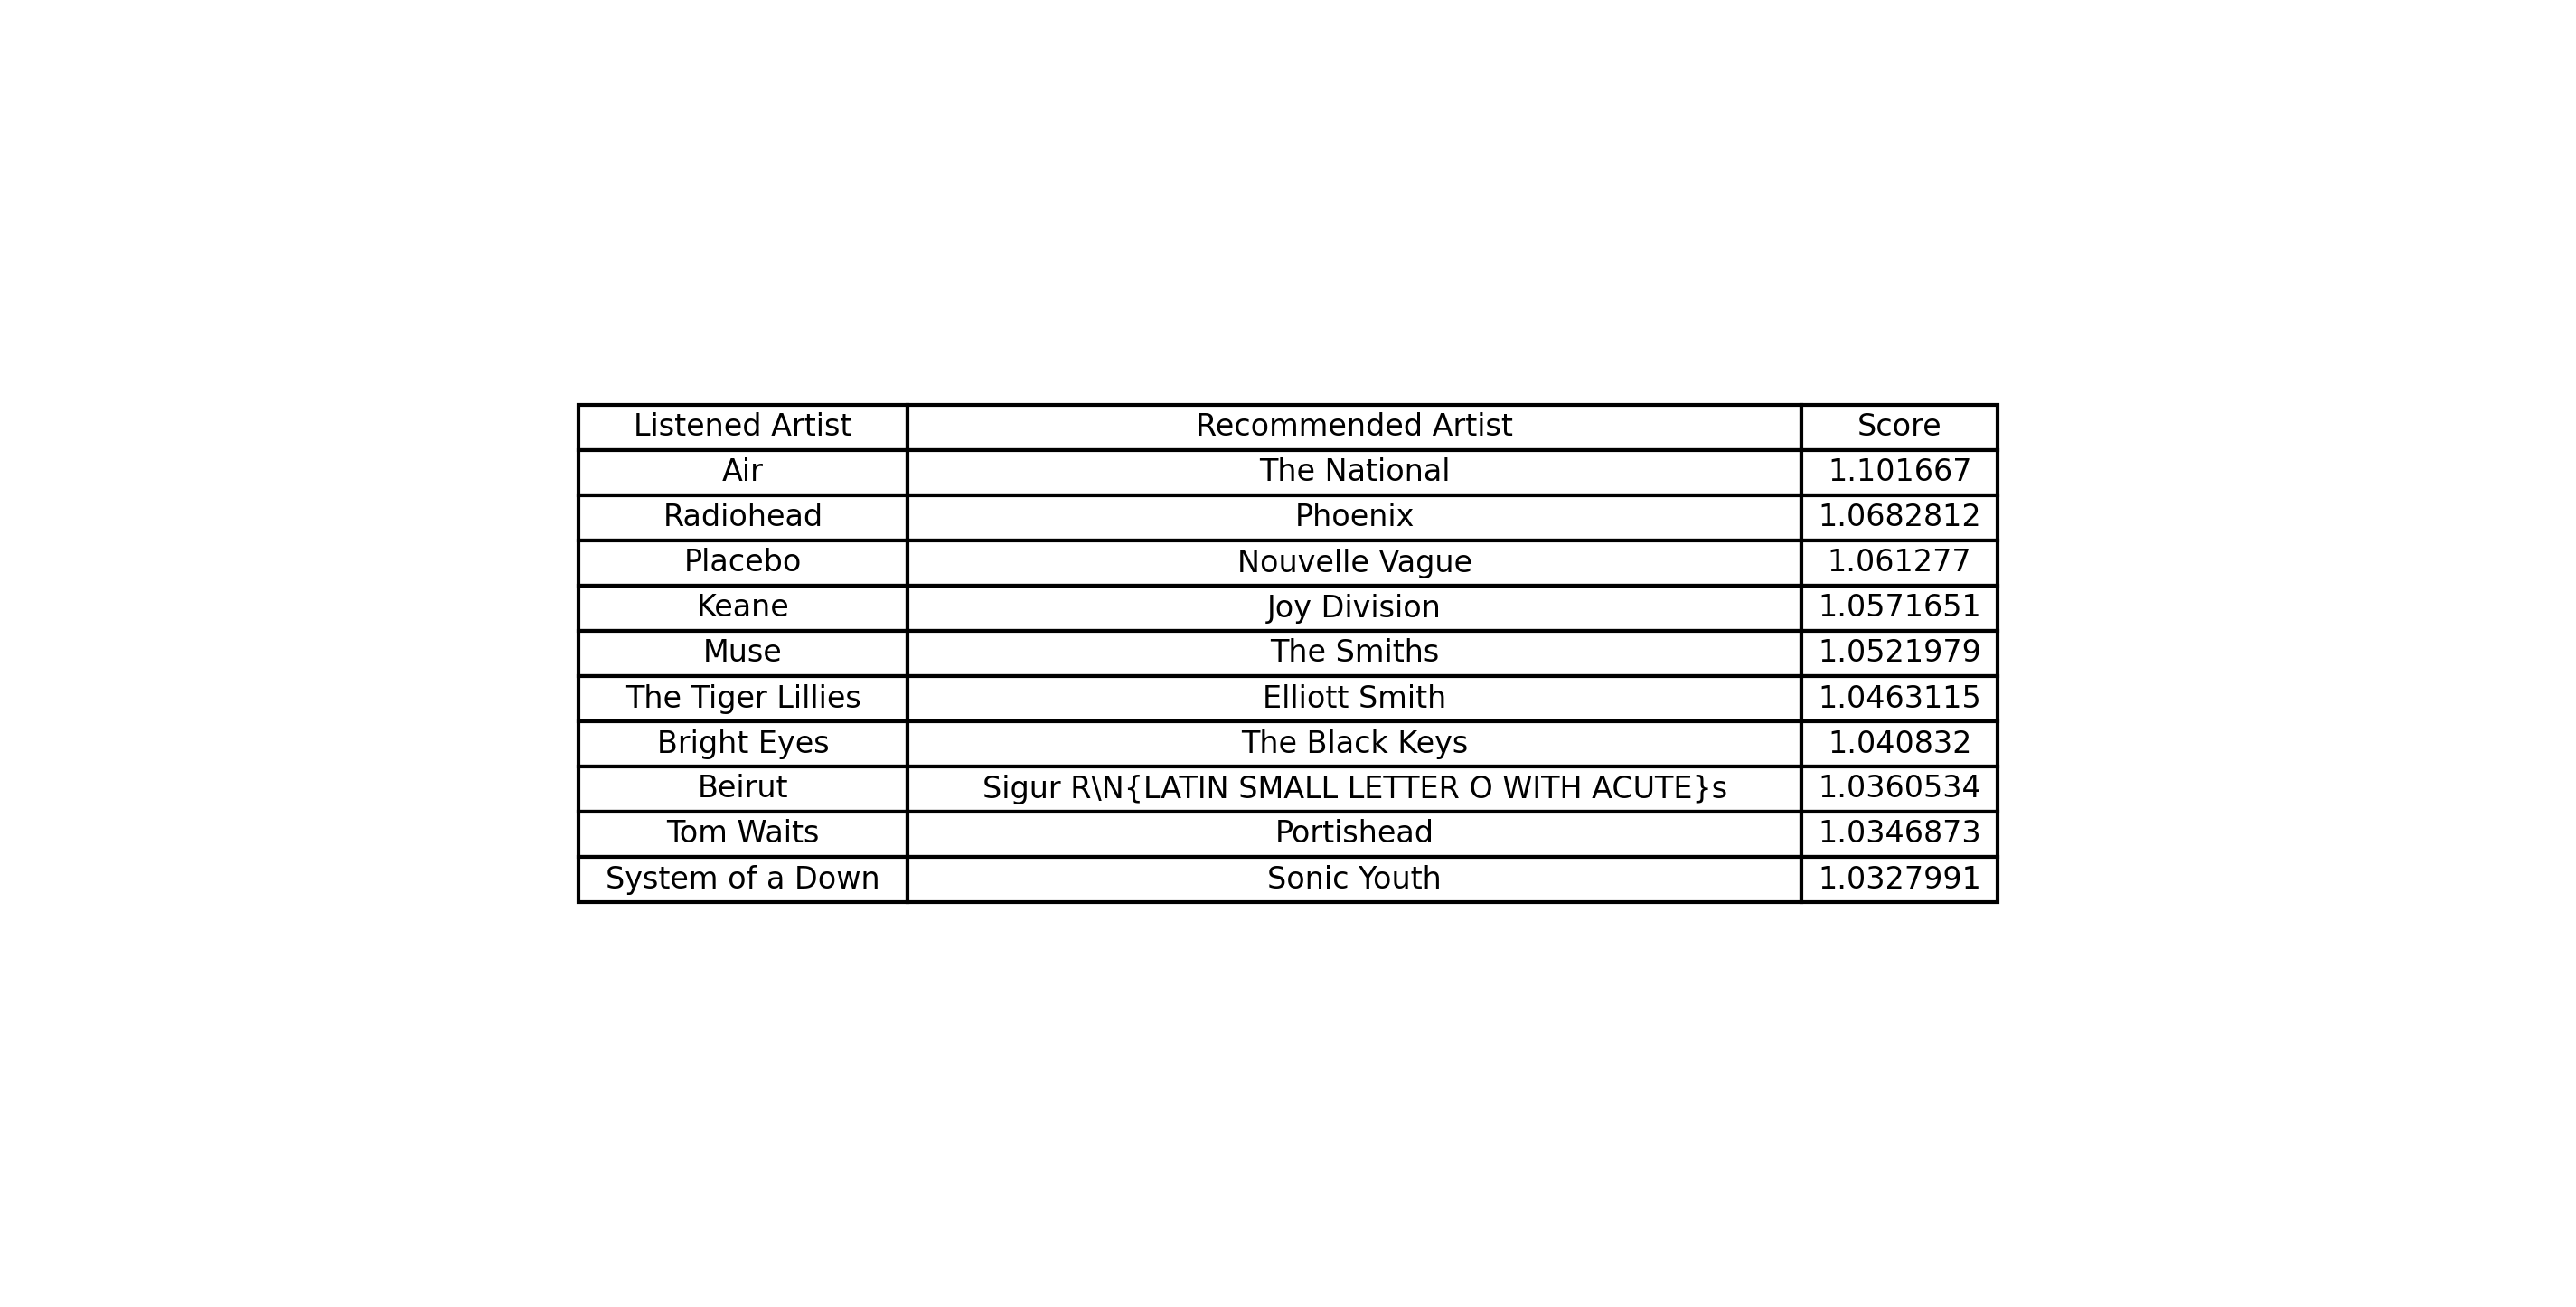 Listened Artist Recommended Artist Score
Air The National 1.101667
Radiohead Phoenix 1.0682812
Placebo Nouvelle Vague 1.061277
Keane Joy Division 1.0571651
Muse The Smiths 1.0521979
The Tiger Lillies Elliott Smith 1.0463115
Bright Eyes The Black Keys 1.040832
Beirut Sigur R\N{LATIN SMALL LETTER O WITH ACUTE}s 1.0360534
Tom Waits Portishead 1.0346873
System of a Down Sonic Youth 1.0327991